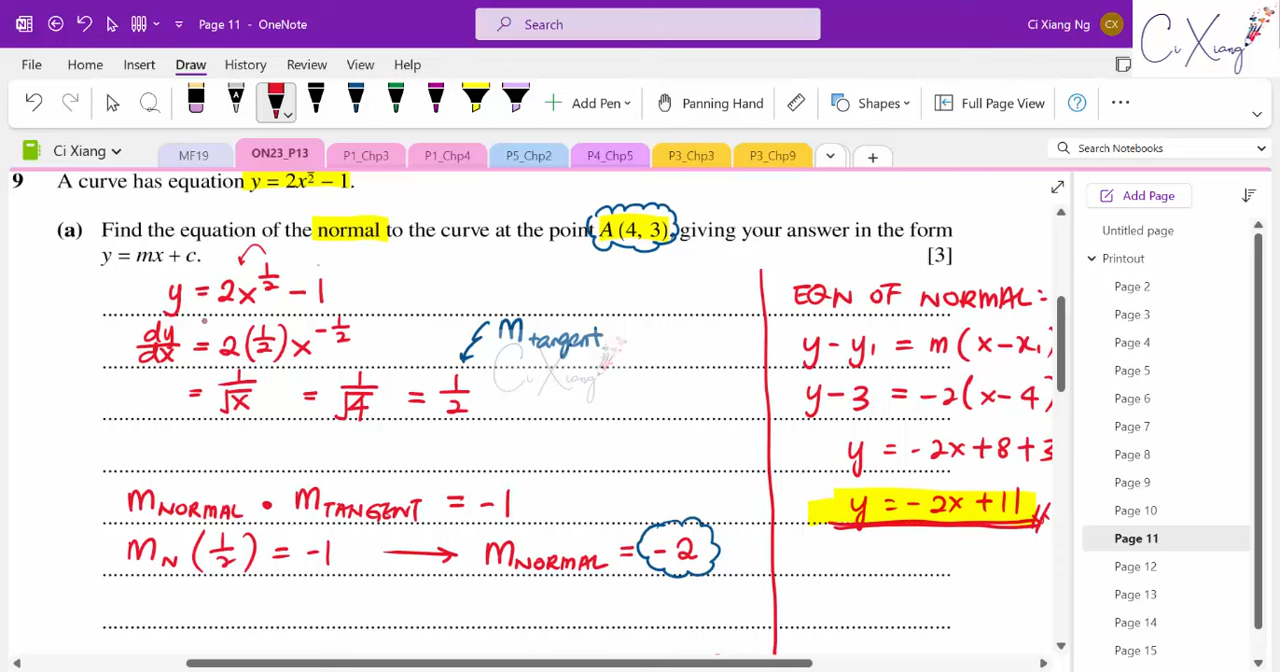 Page 11 - OneNote
Search
Ci Xiang Ng CX
Ci Xiang
File Home Insert Draw History Review View Help
Add Pen Panning Hand Shapes Full Page View
Ci Xiang MF19 ON23_P13 P1_Chp3 P1_Chp4 P5_Chp2 P4_Chp5 P3_Chp3 P3_Chp9 Search Notebooks
9 A curve has equation y = 2x^½ − 1.
(a) Find the equation of the normal to the curve at the point A (4, 3), giving your answer in the form
y = mx + c. [3]
y = 2x^(1/2) - 1
dy/dx = 2(1/2)x^(-1/2)
m tangent
= 1/√x = 1/√4 = 1/2
Ci Xiang
m NORMAL • m TANGENT = -1
m N (1/2) = -1 → m NORMAL = -2
EQN OF NORMAL:
y - y₁ = m(x - x₁)
y - 3 = -2(x - 4)
y = -2x + 8 + 3
y = -2x + 11
Add Page
Untitled page
Printout
Page 2
Page 3
Page 4
Page 5
Page 6
Page 7
Page 8
Page 9
Page 10
Page 11
Page 12
Page 13
Page 14
Page 15